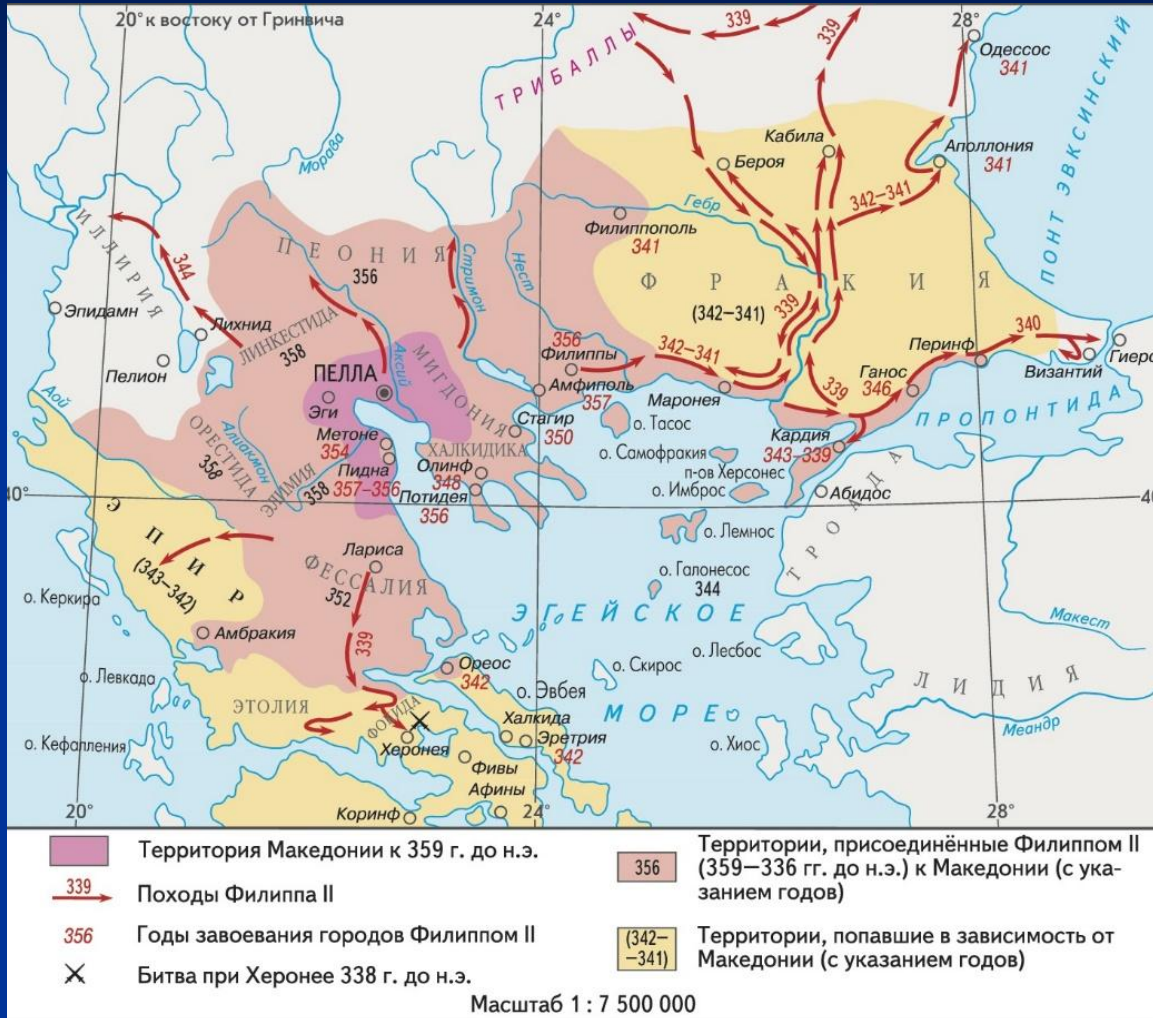 20° к востоку от Гринвича
24°
28°
339
339
Одессос
341
ТРИБАЛЛЫ
Морава
Кабила
Бероя
Аполлония
341
ПОНТ ЭВКСИНСКИЙ
342–341
Гебр
Филиппополь
341
ИЛЛИРИЯ
344
ПЕОНИЯ
356
Стримон
Нест
ФРАКИЯ
(342–341)
339
Эпидамн
Лихнид
ЛИНКЕСТИДА
358
Пелион
Аксий
МИГДОНИЯ
356
Филиппы
342–341
Амфиполь
357
340
Перинф
Гиерон
Византий
ПЕЛЛА
Эги
Аой
Маронея
339
Ганос
346
ПРОПОНТИДА
Стагир
350
о. Тасос
Метоне
354
ХАЛКИДИКА
ОРЕСТИДА
358
Алиакмон
Пидна
357–356
Олинф
348
о. Самофракия
Кардия
343–339
ЭЛИМИЯ
358
Потидея
356
п-ов Херсонес
о. Имброс
Абидос
40°
40°
ЭПИР
(343–342)
о. Лемнос
ТРОАДА
Лариса
ФЕССАЛИЯ
352
о. Галонесос
344
о. Керкира
ЭГЕЙСКОЕ
Макест
Амбракия
339
о. Лесбос
Ореос
342
о. Скирос
о. Левкада
о. Эвбея
ЛИДИЯ
ЭТОЛИЯ
ФОКИДА
МОРЕ
Халкида
Меандр
о. Кефалления
Херонея
Эретрия
342
о. Хиос
Фивы
Афины
Коринф
20°
24°
28°
Территория Македонии к 359 г. до н.э.
339
Походы Филиппа II
356
Годы завоевания городов Филиппом II
Битва при Херонее 338 г. до н.э.
356
Территории, присоединённые Филиппом II
(359–336 гг. до н.э.) к Македонии (с ука-
занием годов)
(342–
–341)
Территории, попавшие в зависимость от
Македонии (с указанием годов)
Масштаб 1 : 7 500 000